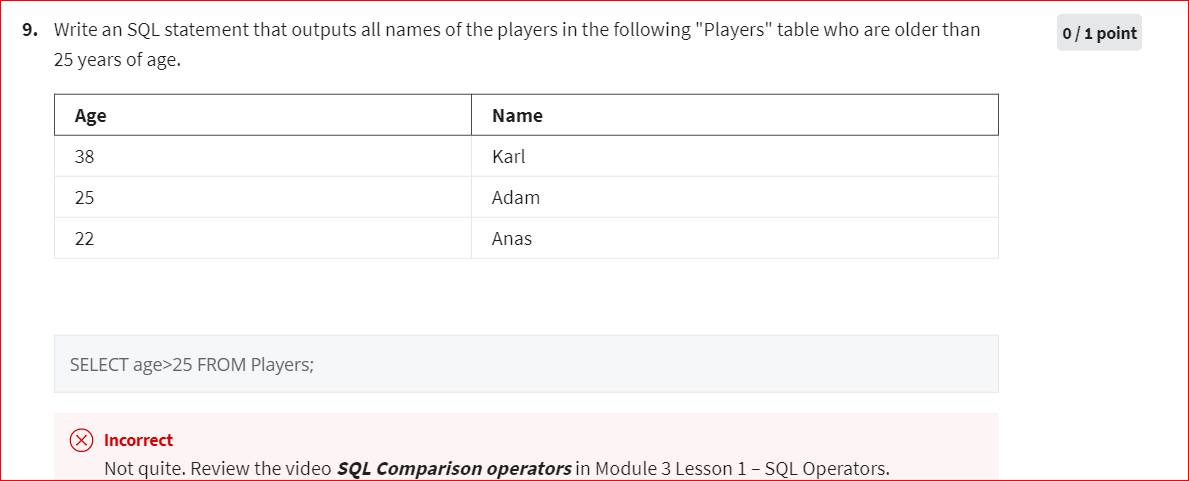 9. Write an SQL statement that outputs all names of the players in the following "Players" table who are older than
25 years of age.
0 / 1 point
Age Name
38 Karl
25 Adam
22 Anas
SELECT age>25 FROM Players;
Incorrect
Not quite. Review the video SQL Comparison operators in Module 3 Lesson 1 – SQL Operators.